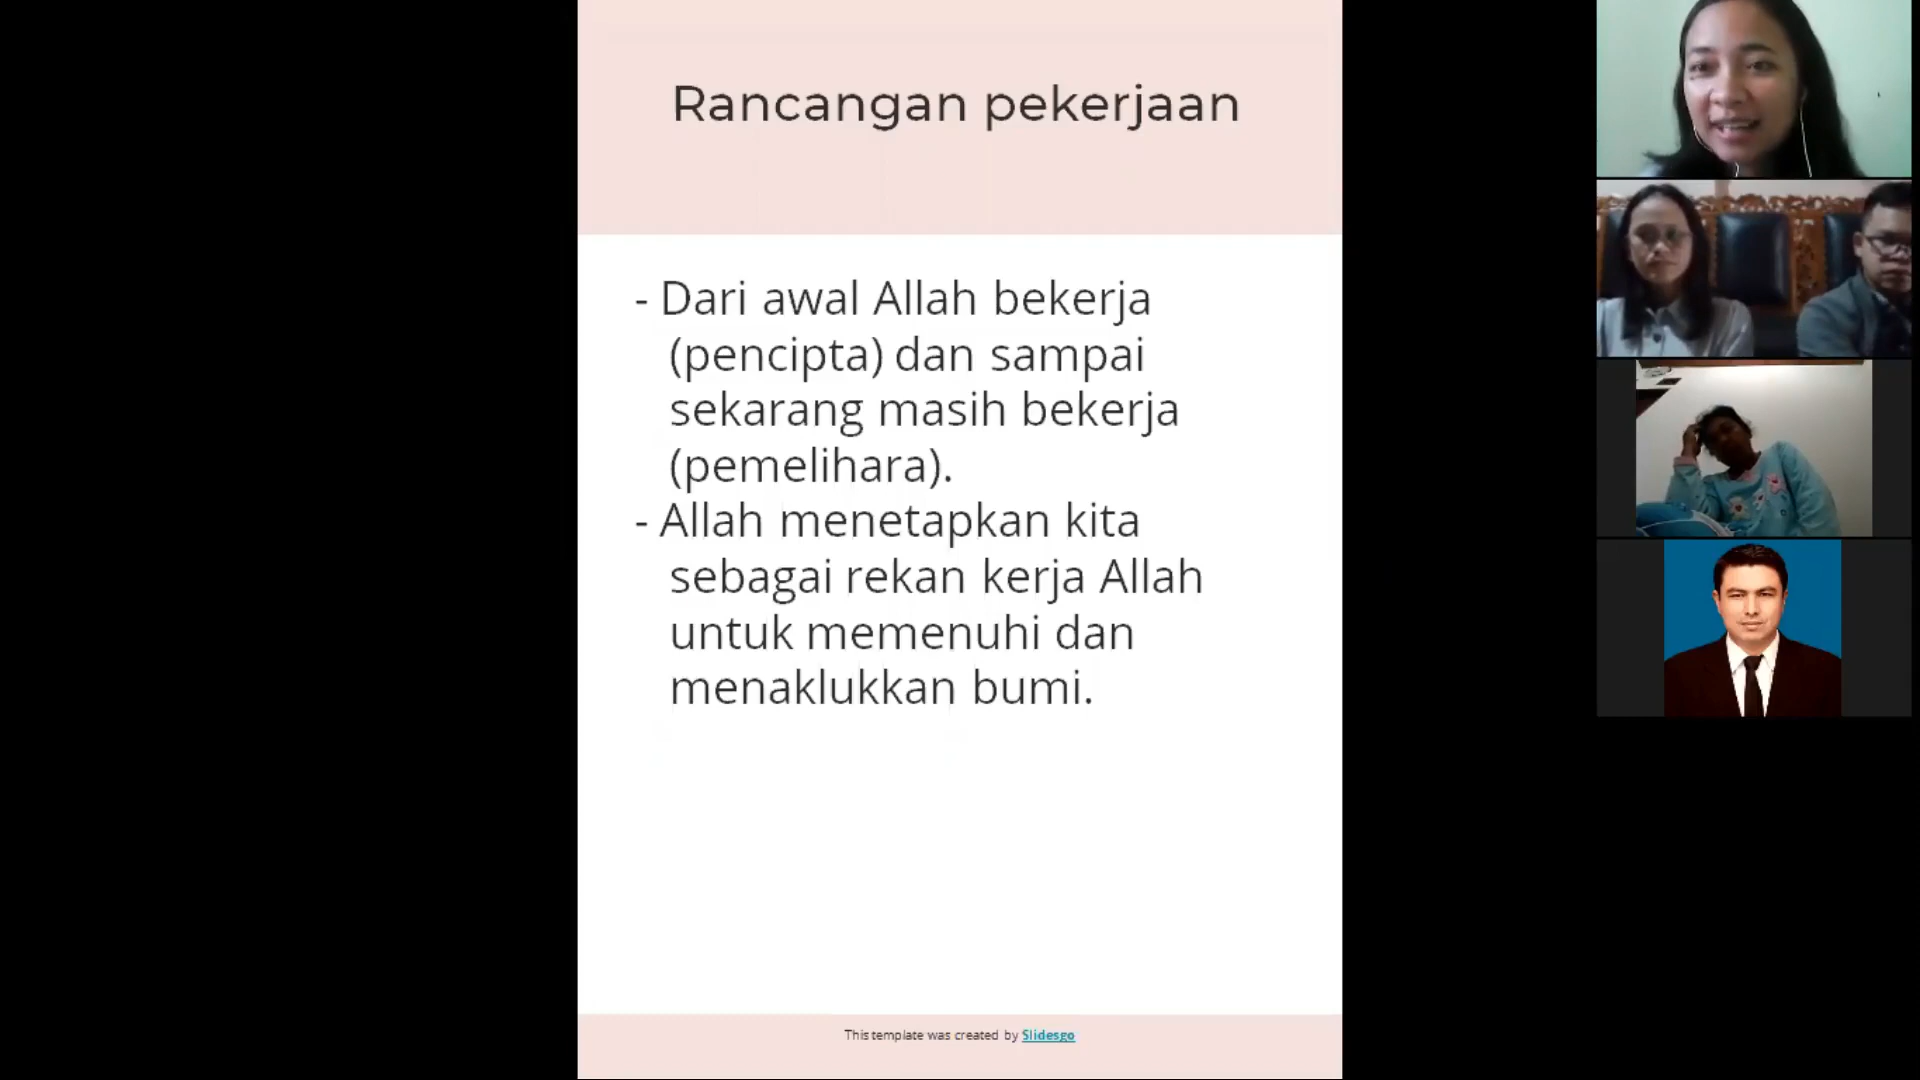 Rancangan pekerjaan
- Dari awal Allah bekerja
(pencipta) dan sampai
sekarang masih bekerja
(pemelihara).
- Allah menetapkan kita
sebagai rekan kerja Allah
untuk memenuhi dan
menaklukkan bumi.
This template was created by Slidesgo